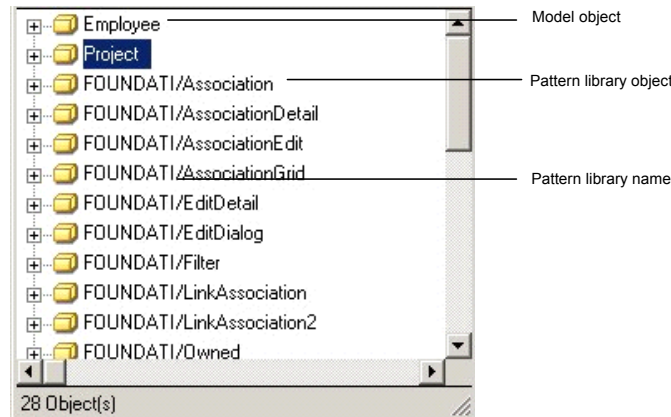 Employee
Model object
Project
FOUNDATI/Association
Pattern library object
FOUNDATI/AssociationDetail
FOUNDATI/AssociationEdit
FOUNDATI/AssociationGrid
Pattern library name
FOUNDATI/EditDetail
FOUNDATI/EditDialog
FOUNDATI/Filter
FOUNDATI/LinkAssociation
FOUNDATI/LinkAssociation2
FOUNDATI/Owned
28 Object(s)